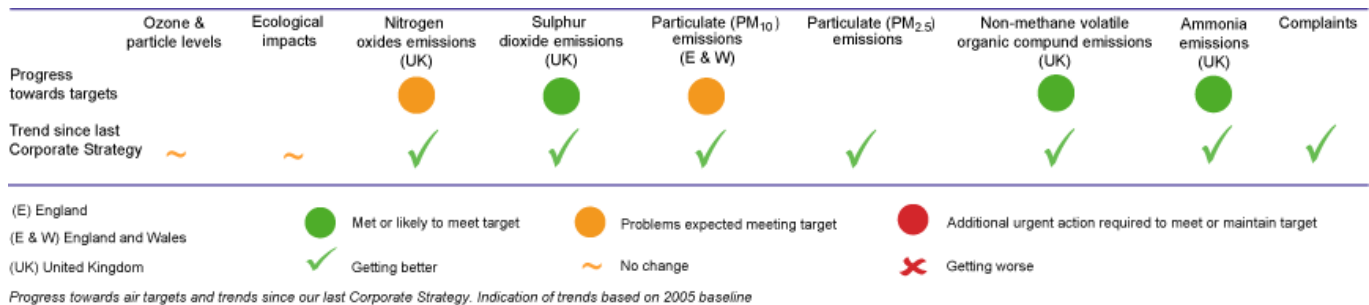 Ozone & particle levels
Ecological impacts
Nitrogen oxides emissions (UK)
Sulphur dioxide emissions (UK)
Particulate (PM10) emissions (E & W)
Particulate (PM2.5) emissions
Non-methane volatile organic compund emissions (UK)
Ammonia emissions (UK)
Complaints
Progress towards targets
Trend since last Corporate Strategy
~
~
(E) England
(E & W) England and Wales
(UK) United Kingdom
Met or likely to meet target
Problems expected meeting target
Additional urgent action required to meet or maintain target
Getting better
~ No change
Getting worse
Progress towards air targets and trends since our last Corporate Strategy. Indication of trends based on 2005 baseline